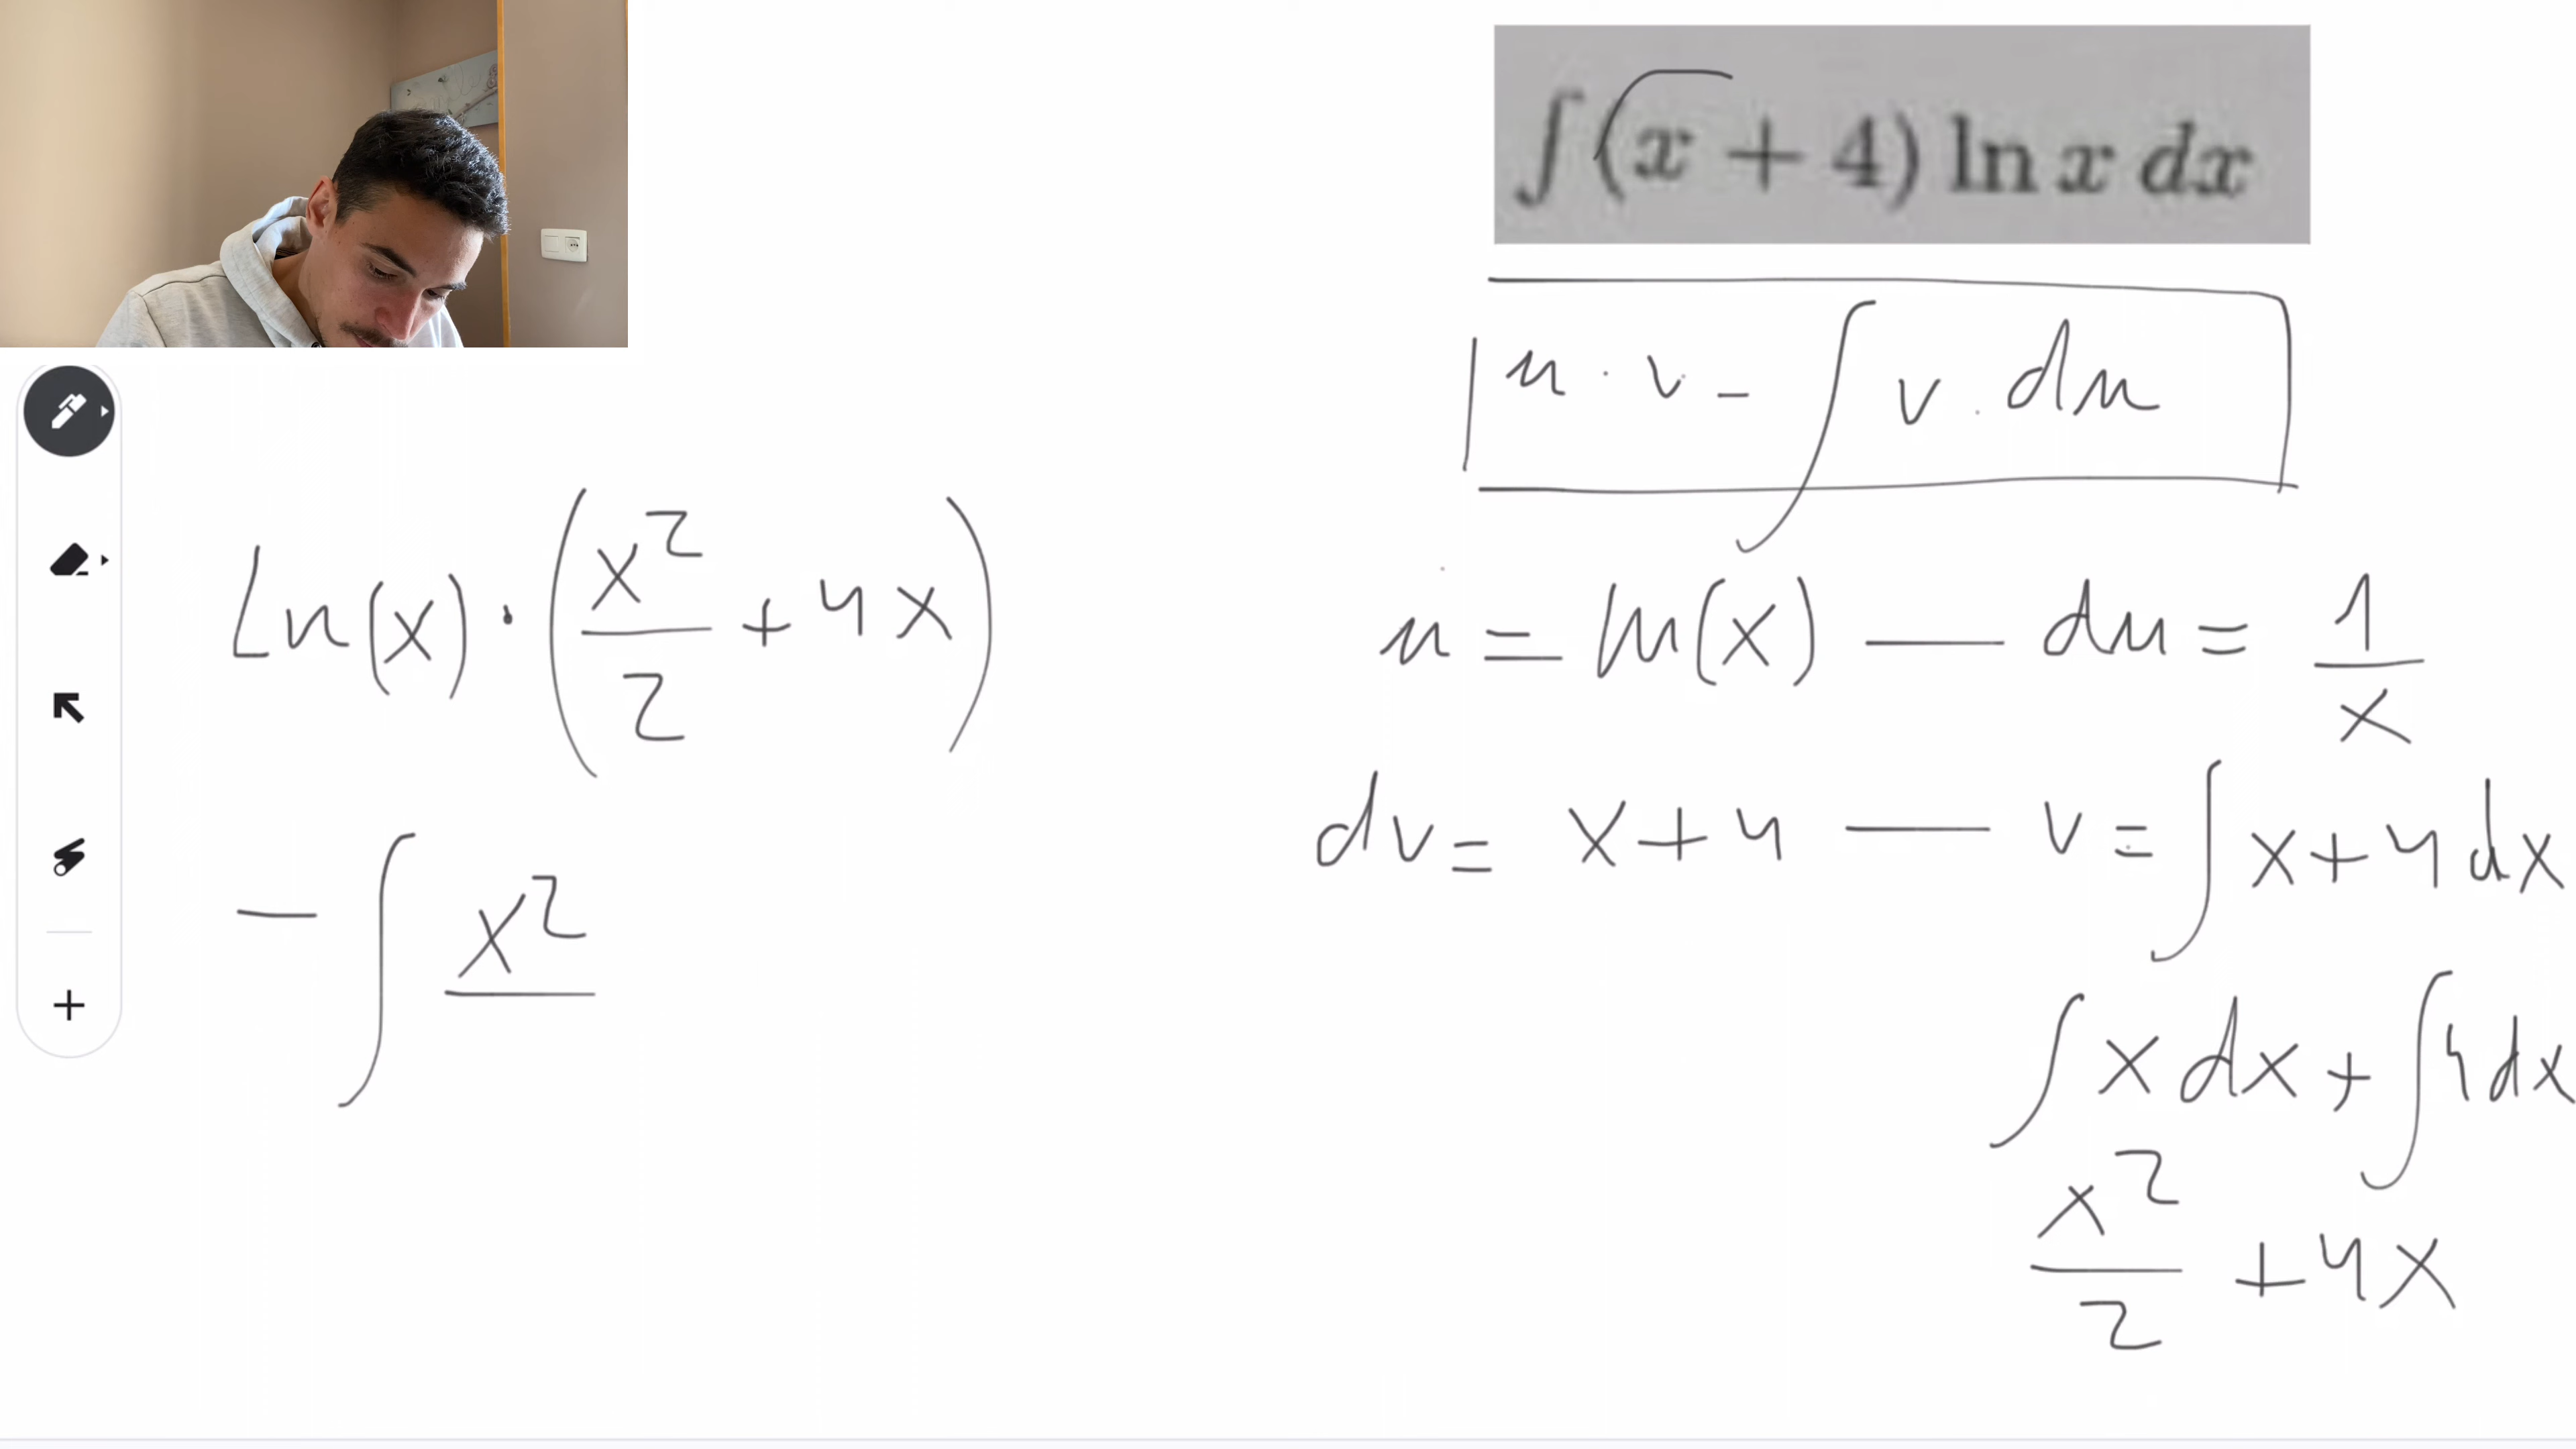 ∫(x + 4) ln x dx
u · v - ∫ v · du
u = ln(x) — du = 1/x
dv = x+4 — v = ∫ x+4 dx
∫ x dx + ∫ 4 dx
x²/2 + 4x
Ln(x) · (x²/2 + 4x)
- ∫ x²